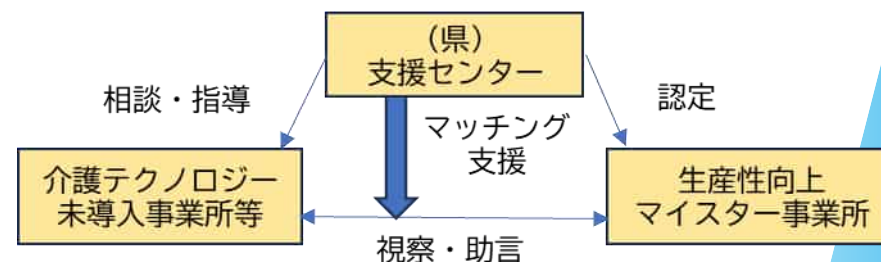 (県)
支援センター
相談・指導
認定
マッチング
支援
介護テクノロジー
未導入事業所等
生産性向上
マイスター事業所
視察・助言